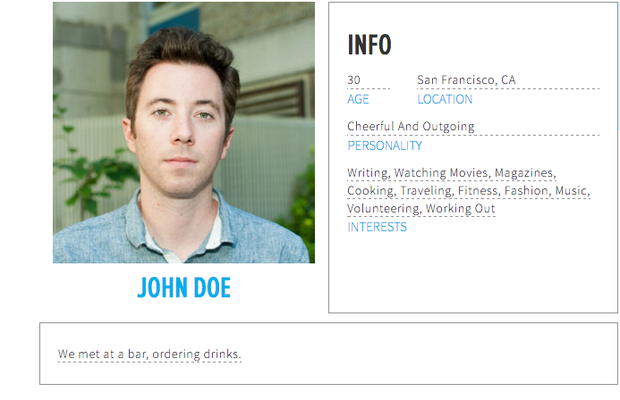 INFO
30
San Francisco, CA
AGE
LOCATION
Cheerful And Outgoing
PERSONALITY
Writing, Watching Movies, Magazines,
Cooking, Traveling, Fitness, Fashion, Music,
Volunteering, Working Out
INTERESTS
JOHN DOE
We met at a bar, ordering drinks.